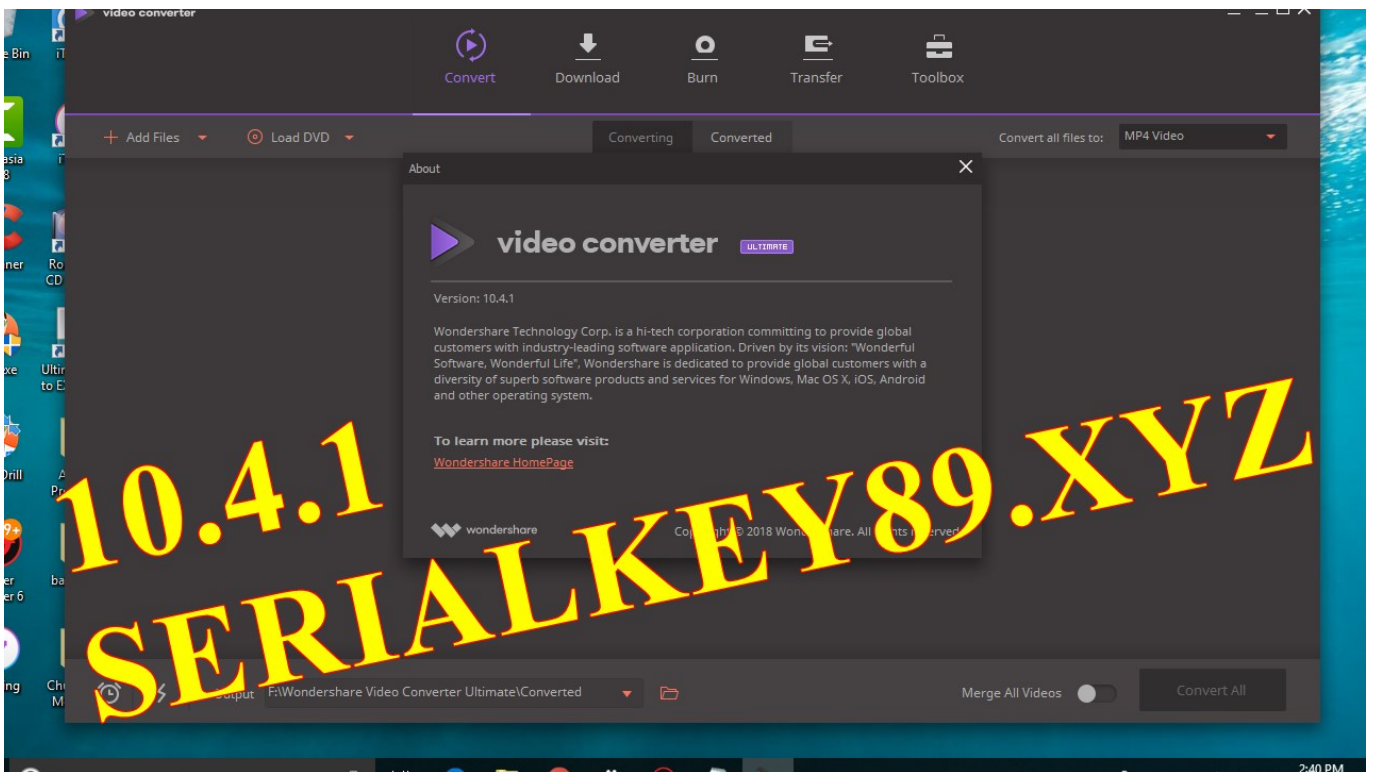 video converter
e Bin
Convert
Download
Burn
Transfer
Toolbox
Add Files
Load DVD
Converting
Converted
Convert all files to:
MP4 Video
About
video converter
ULTIMATE
Version: 10.4.1
Wondershare Technology Corp. is a hi-tech corporation committing to provide global
customers with industry-leading software application. Driven by its vision: "Wonderful
Software, Wonderful Life", Wondershare is dedicated to provide global customers with a
diversity of superb software products and services for Windows, Mac OS X, iOS, Android
and other operating system.
To learn more please visit:
Wondershare HomePage
wondershare
2018
All
10.4.1
SERIALKEY89.XYZ
F:\Wondershare Video Converter Ultimate\Converted
Merge All Videos
Convert All
2:40 PM